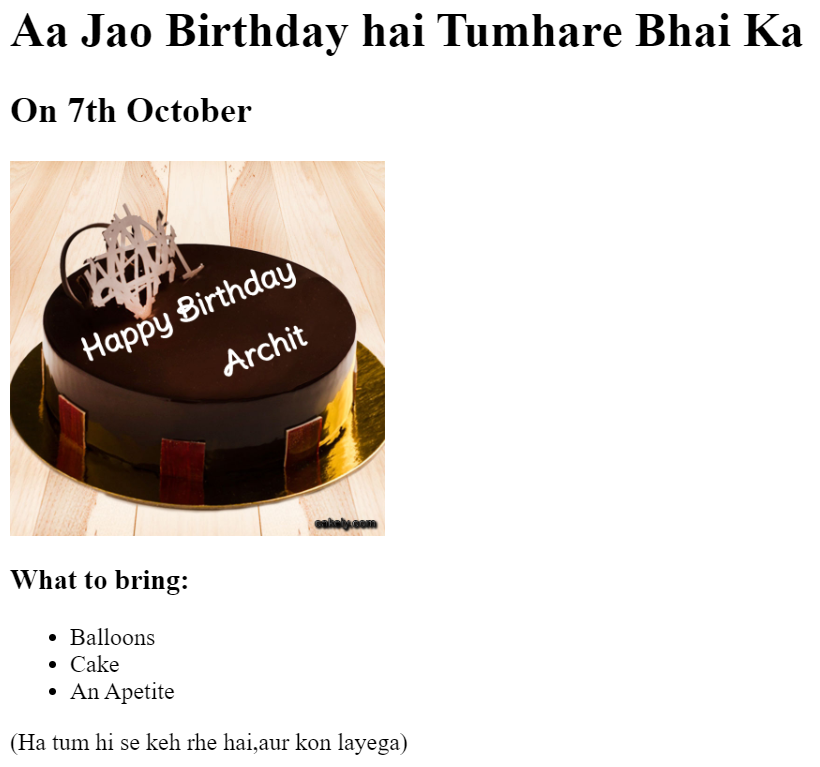 Aa Jao Birthday hai Tumhare Bhai Ka
On 7th October
Happy Birthday
Archit
cakely.com
What to bring:
Balloons
Cake
An Apetite
(Ha tum hi se keh rhe hai,aur kon layega)